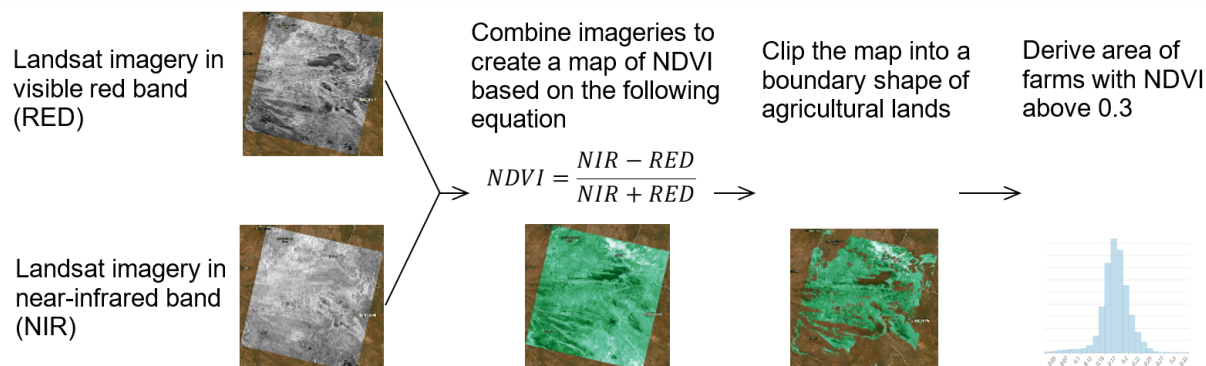 Landsat imagery in
visible red band
(RED)
Landsat imagery in
near-infrared band
(NIR)
Combine imageries to
create a map of NDVI
based on the following
equation
NDVI = (NIR − RED) / (NIR + RED)
Clip the map into a
boundary shape of
agricultural lands
Derive area of
farms with NDVI
above 0.3